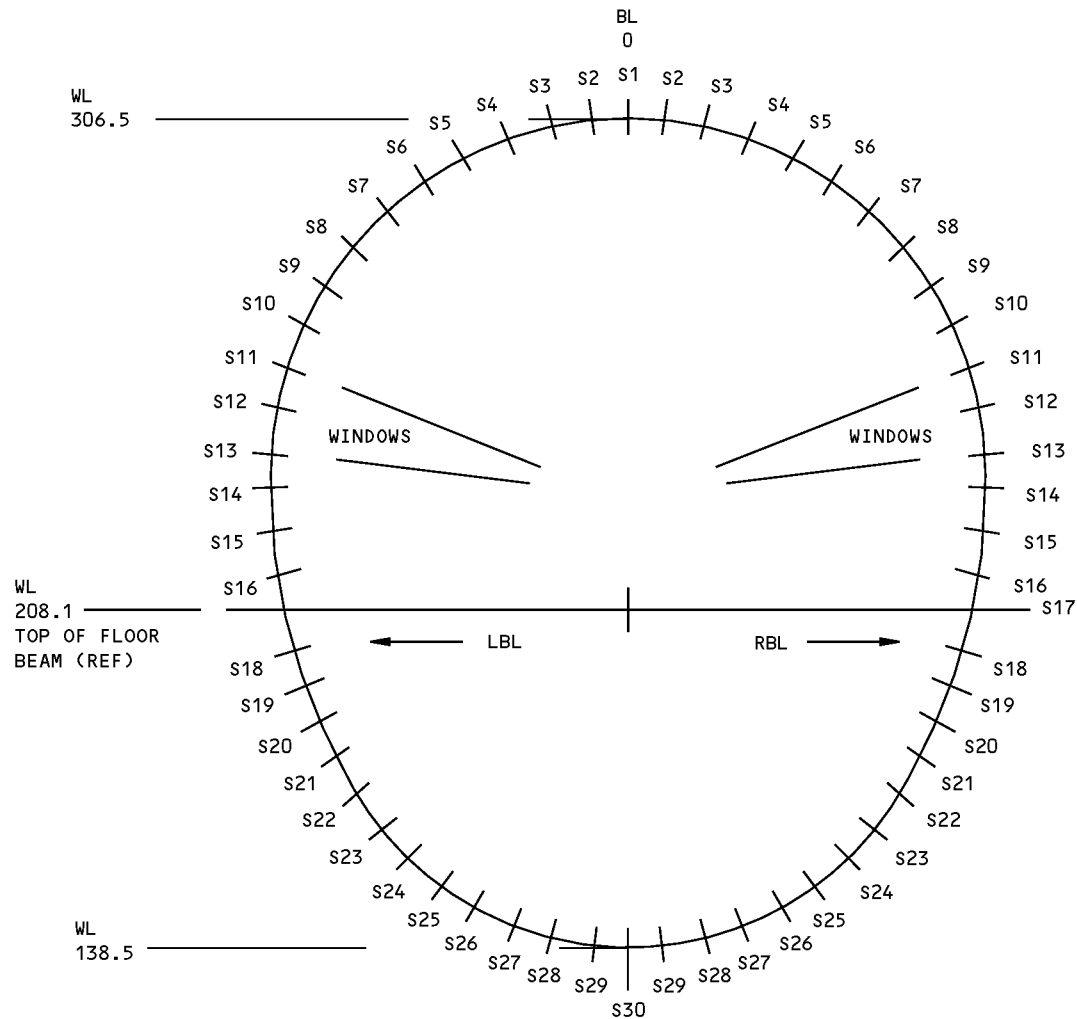 BL
0
S3 S2 S1 S2 S3
WL
306.5
S4 S4
S5 S5
S6 S6
S7 S7
S8 S8
S9 S9
S10 S10
S11 S11
S12 S12
WINDOWS WINDOWS
S13 S13
S14 S14
S15 S15
S16 S16
WL
208.1
TOP OF FLOOR
BEAM (REF)
S17
LBL RBL
S18 S18
S19 S19
S20 S20
S21 S21
S22 S22
S23 S23
S24 S24
S25 S25
S26 S26
WL
138.5
S27 S27
S28 S28
S29 S29
S30